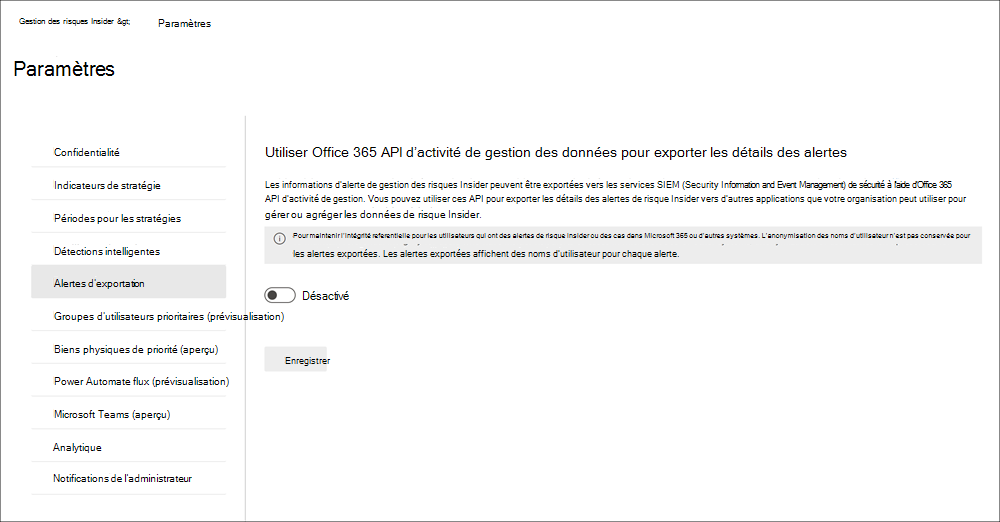 Gestion des risques Insider &gt; Paramètres
Paramètres
Confidentialité
Indicateurs de stratégie
Périodes pour les stratégies
Détections intelligentes
Alertes d'exportation
Groupes d'utilisateurs prioritaires (prévisualisation)
Biens physiques de priorité (aperçu)
Power Automate flux (prévisualisation)
Microsoft Teams (aperçu)
Analytique
Notifications de l'administrateur
Utiliser Office 365 API d'activité de gestion des données pour exporter les détails des alertes
Les informations d'alerte de gestion des risques Insider peuvent être exportées vers les services SIEM (Security Information and Event Management) de sécurité à l'aide d'Office 365
API d'activité de gestion. Vous pouvez utiliser ces API pour exporter les détails des alertes de risque Insider vers d'autres applications que votre organisation peut utiliser pour
gérer ou agréger les données de risque Insider.
Pour maintenir l'intégrité referentielle pour les utilisateurs qui ont des alertes de risque Insider ou des cas dans Microsoft 365 ou d'autres systèmes. L'anonymisation des noms d'utilisateur n'est pas conservée pour
les alertes exportées. Les alertes exportées affichent des noms d'utilisateur pour chaque alerte.
Désactivé
Enregistrer